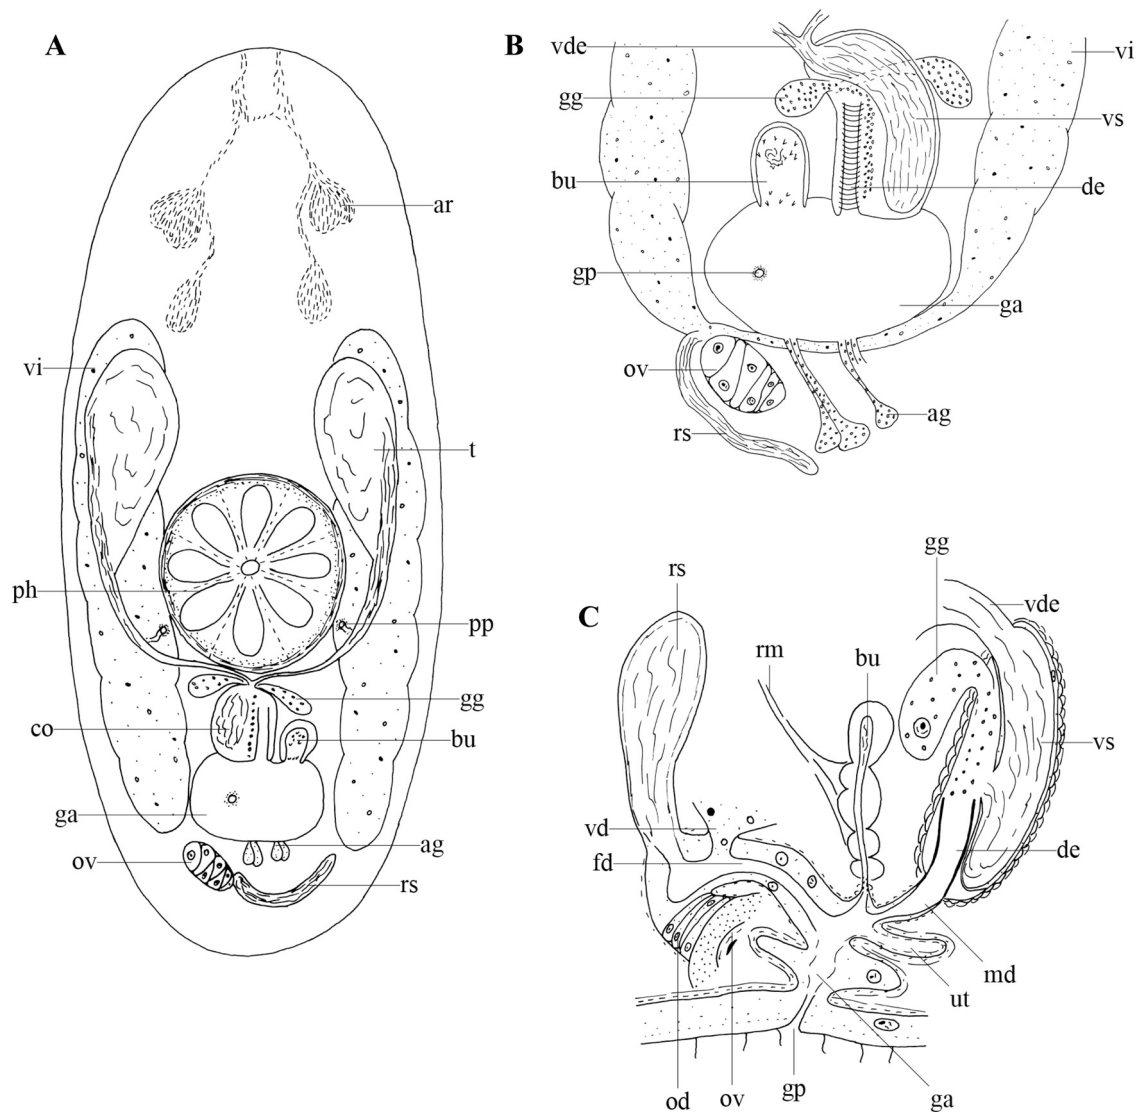 A
ar
vi
t
ph
pp
gg
co
bu
ga
ag
ov
rs
B
vde
vi
gg
vs
bu
de
gp
ga
ov
ag
rs
C
gg
rs
vde
rm
bu
vs
vd
de
fd
md
ut
gp
ga
od
ov